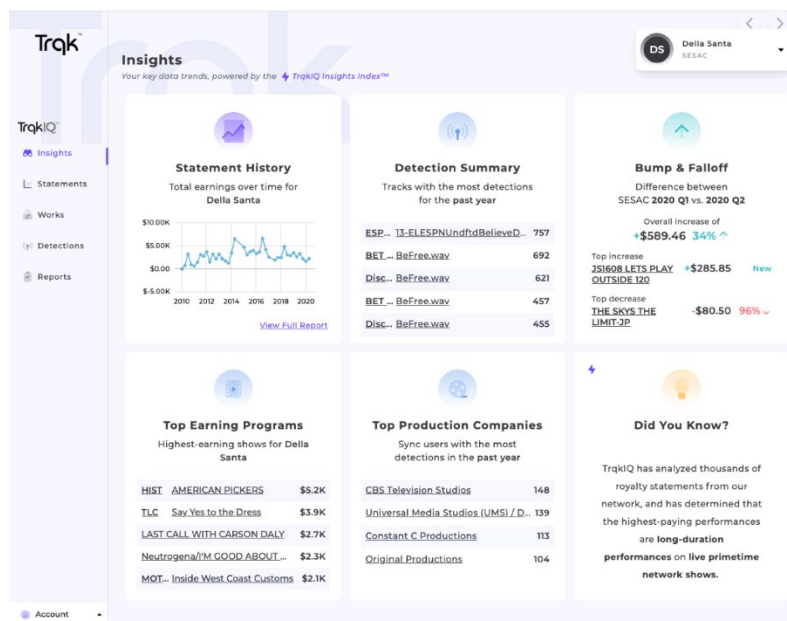 Trqk™
Insights
Your key data trends, powered by the TrqkIQ Insights Index™
DS
Della Santa
SESAC
TrqkIQ™
Insights
Statements
Works
Detections
Reports
Account
Statement History
Total earnings over time for
Della Santa
$10.00K
$5.00K
$0.00
$-5.00K
2010 2012 2014 2016 2018 2020
View Full Report
Detection Summary
Tracks with the most detections
for the past year
ESP... 13-ELESPNUndftdBelieveD... 757
BET ... BeFree.wav 692
Disc... BeFree.wav 621
BET ... BeFree.wav 457
Disc... BeFree.wav 455
Bump & Falloff
Difference between
SESAC 2020 Q1 vs. 2020 Q2
Overall increase of
+$589.46 34%
Top increase
JS1608 LETS PLAY +$285.85 New
OUTSIDE 120
Top decrease
THE SKYS THE -$80.50 96%
LIMIT-JP
Top Earning Programs
Highest-earning shows for Della
Santa
HIST AMERICAN PICKERS $5.2K
TLC Say Yes to the Dress $3.9K
LAST CALL WITH CARSON DALY $2.7K
Neutrogena/I'M GOOD ABOUT ... $2.3K
MOT... Inside West Coast Customs $2.1K
Top Production Companies
Sync users with the most
detections in the past year
CBS Television Studios 148
Universal Media Studios (UMS) / D... 139
Constant C Productions 113
Original Productions 104
Did You Know?
TrqkIQ has analyzed thousands of
royalty statements from our
network, and has determined that
the highest-paying performances
are long-duration
performances on live primetime
network shows.